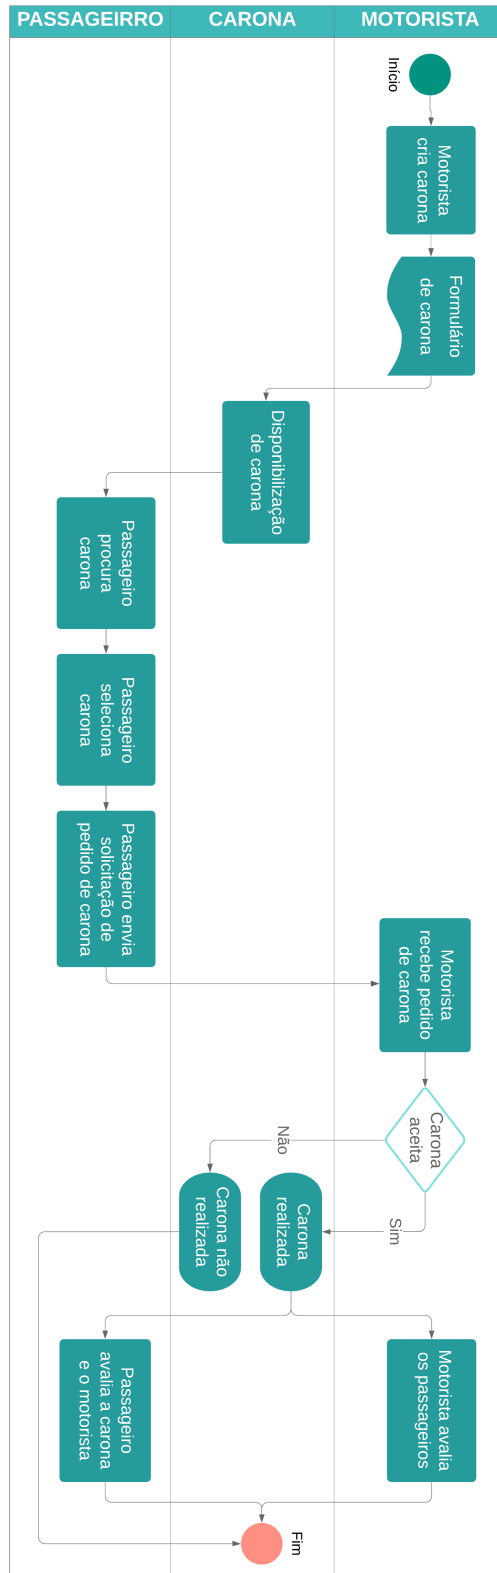 PASSAGEIRRO
CARONA
MOTORISTA
Início
Motorista
cria carona
Formulário
de carona
Disponibilização
de carona
Passageiro
procura
carona
Passageiro
seleciona
carona
Passageiro envia
solicitação de
pedido de carona
Motorista
recebe pedido
de carona
Carona
aceita
Não
Sim
Carona não
realizada
Carona
realizada
Passageiro
avalia a carona
e o motorista
Motorista avalia
os passageiros
Fim